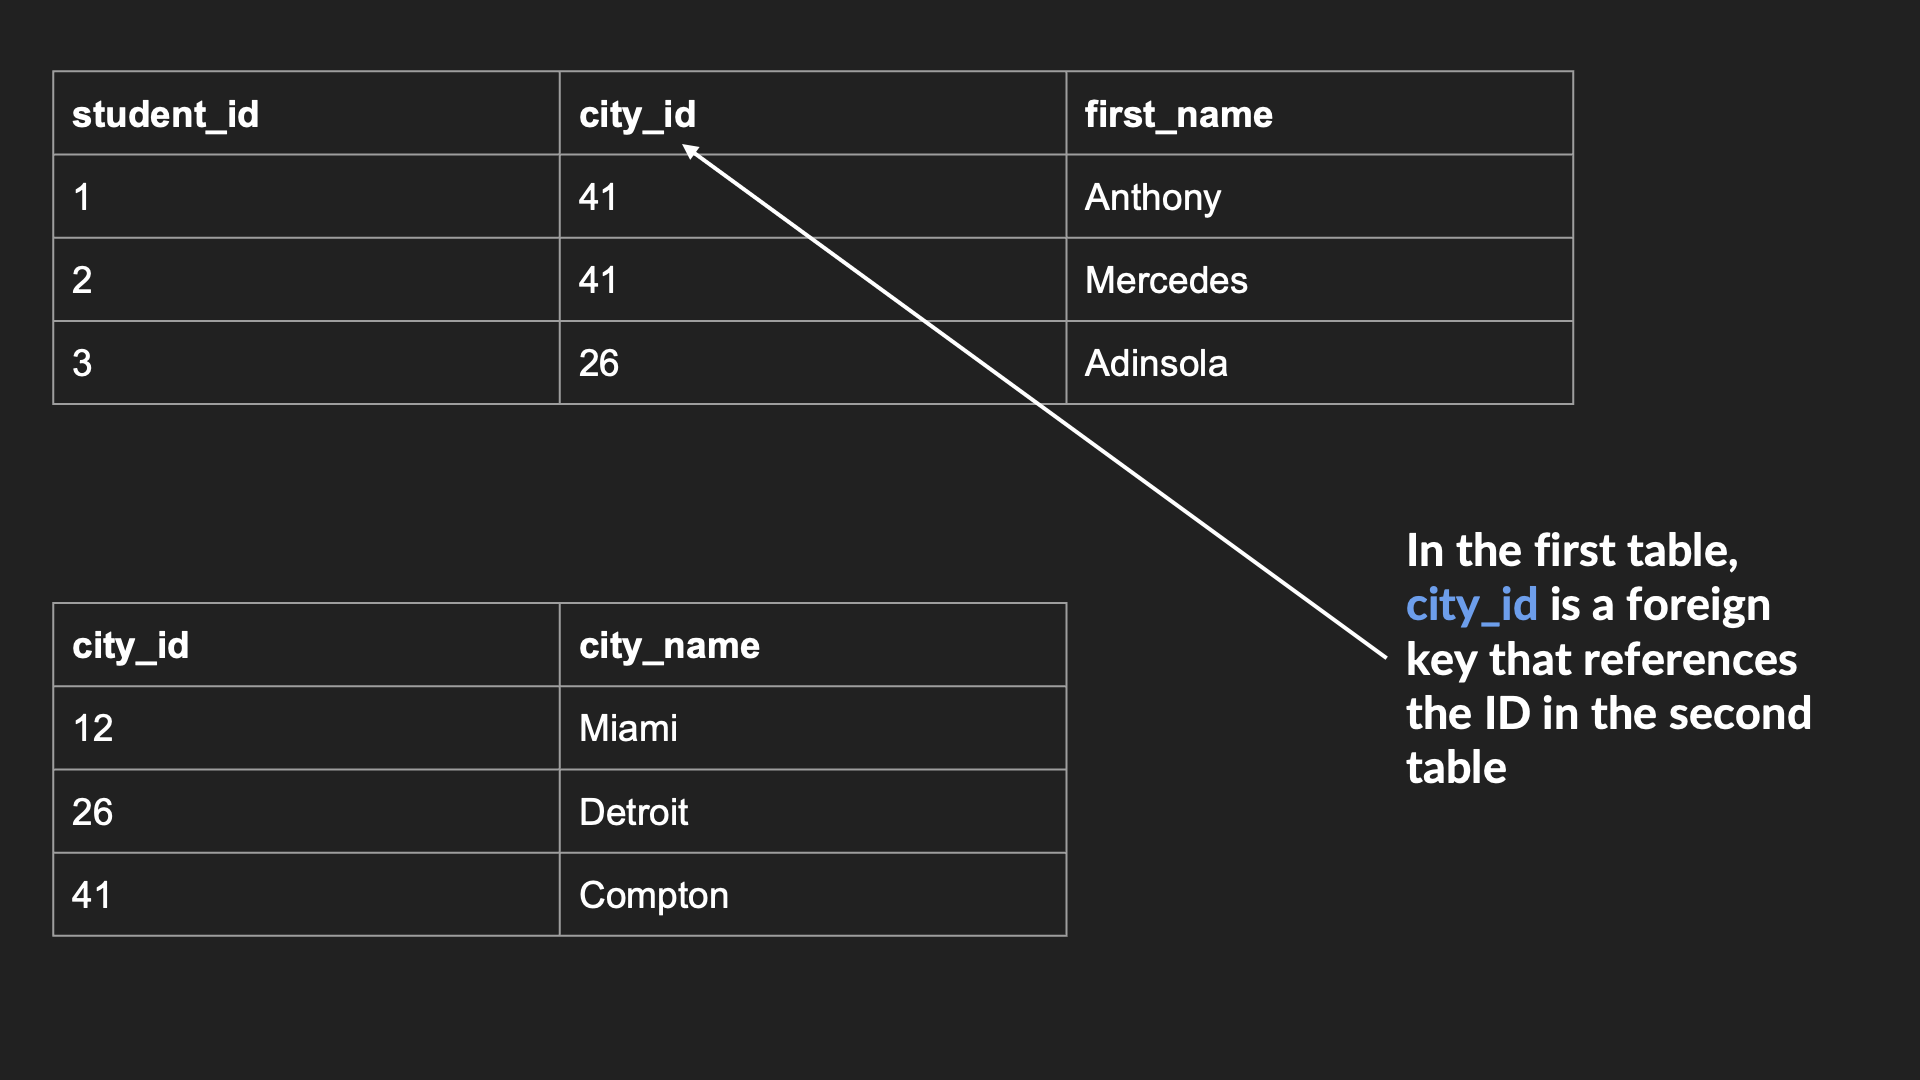 student_id city_id first_name
1 41 Anthony
2 41 Mercedes
3 26 Adinsola
city_id city_name
12 Miami
26 Detroit
41 Compton
In the first table,
city_id is a foreign
key that references
the ID in the second
table